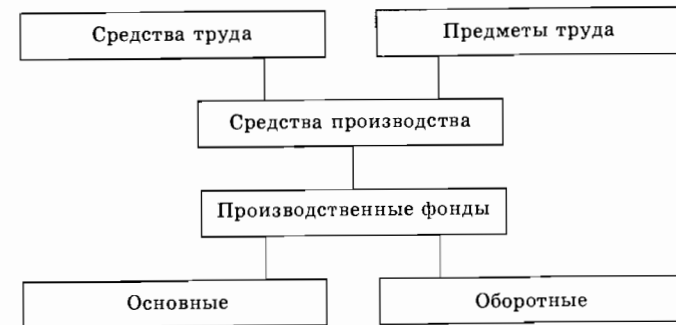 Средства труда
Предметы труда
Средства производства
Производственные фонды
Основные
Оборотные